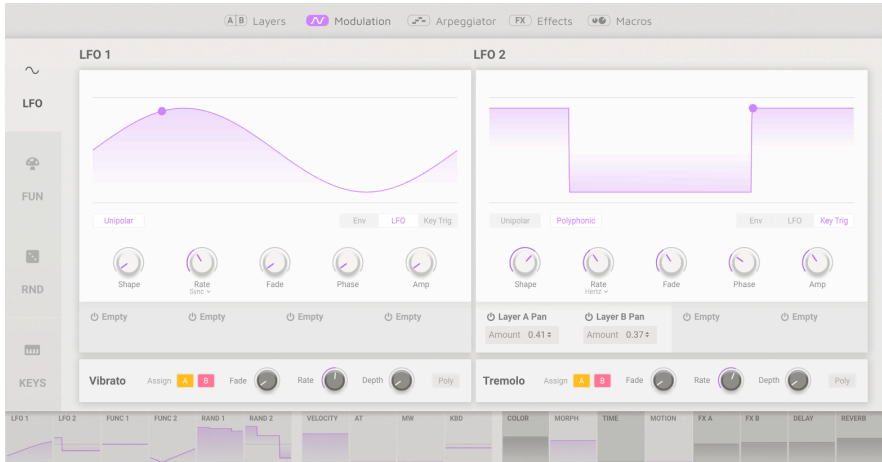 A B Layers Modulation Arpeggiator FX Effects Macros
LFO 1 LFO 2
LFO
FUN
RND
KEYS
Unipolar Env LFO Key Trig
Unipolar Polyphonic Env LFO Key Trig
Shape Rate Fade Phase Amp
Sync
Shape Rate Fade Phase Amp
Hertz
Empty Empty Empty Empty
Layer A Pan Layer B Pan Empty Empty
Amount 0.41 Amount 0.37
Vibrato Assign A B Fade Rate Depth Poly
Tremolo Assign A B Fade Rate Depth Poly
LFO 1 LFO 2 FUNC 1 FUNC 2 RAND 1 RAND 2 VELOCITY AT MW KBD COLOR MORPH TIME MOTION FX A FX B DELAY REVERB